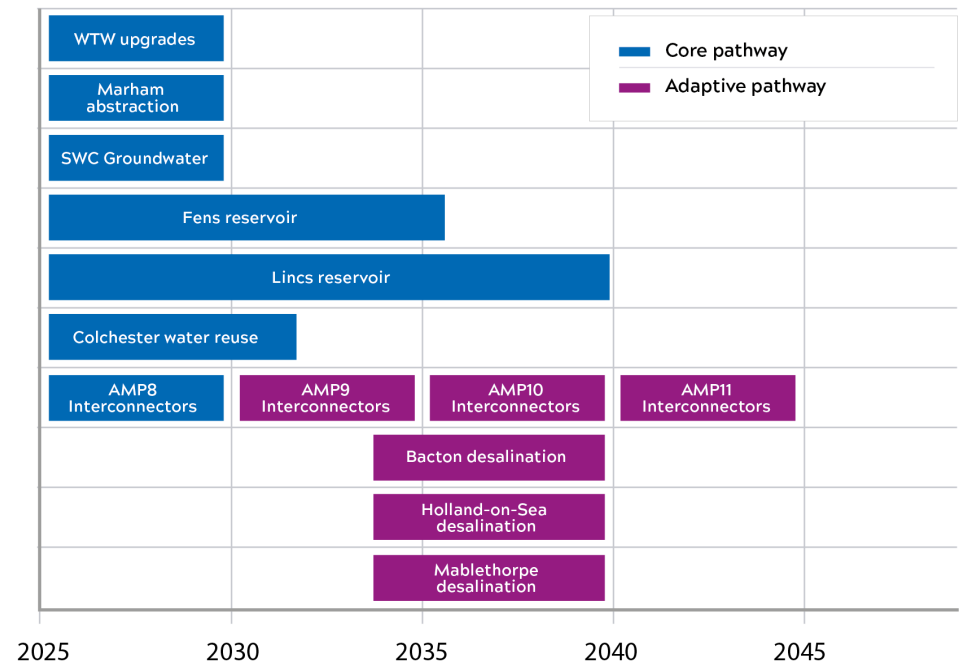 WTW upgrades
Core pathway
Adaptive pathway
Marham
abstraction
SWC Groundwater
Fens reservoir
Lincs reservoir
Colchester water reuse
AMP8
Interconnectors
AMP9
Interconnectors
AMP10
Interconnectors
AMP11
Interconnectors
Bacton desalination
Holland-on-Sea
desalination
Mablethorpe
desalination
2025
2030
2035
2040
2045